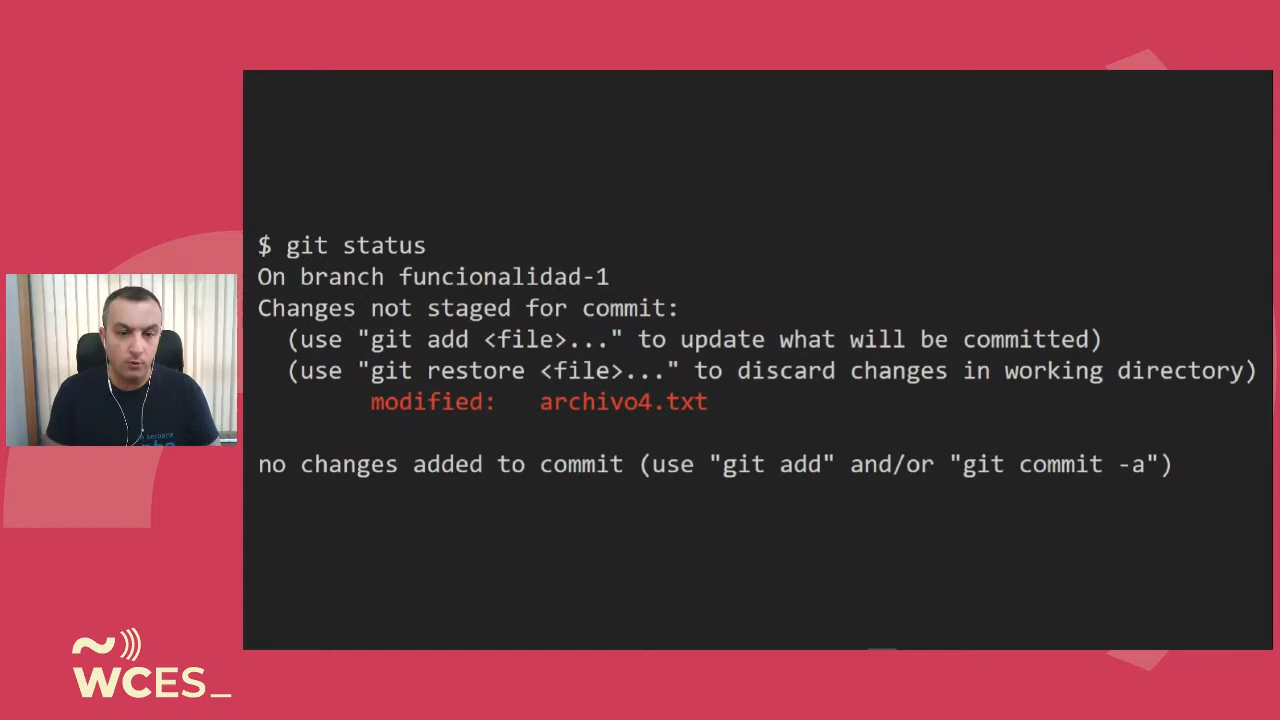 $ git status
On branch funcionalidad-1
Changes not staged for commit:
(use "git add <file>..." to update what will be committed)
(use "git restore <file>..." to discard changes in working directory)
modified: archivo4.txt
no changes added to commit (use "git add" and/or "git commit -a")
WCES_